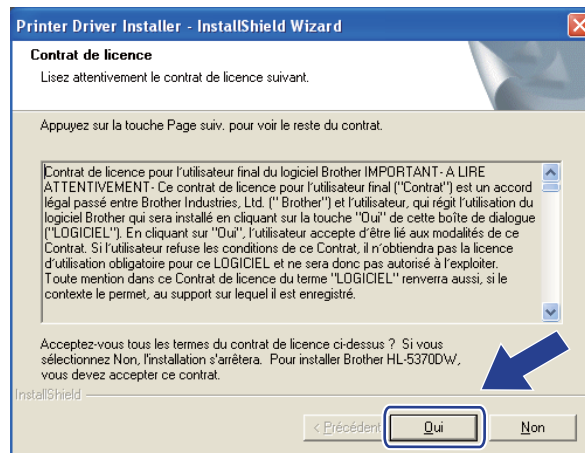 Printer Driver Installer - InstallShield Wizard
Contrat de licence
Lisez attentivement le contrat de licence suivant.
Appuyez sur la touche Page suiv. pour voir le reste du contrat.
Contrat de licence pour l'utilisateur final du logiciel Brother IMPORTANT- A LIRE
ATTENTIVEMENT- Ce contrat de licence pour l'utilisateur final ("Contrat") est un accord
légal passé entre Brother Industries, Ltd. (" Brother") et l'utilisateur, qui régit l'utilisation du
logiciel Brother qui sera installé en cliquant sur la touche "Oui" de cette boîte de dialogue
("LOGICIEL"). En cliquant sur "Oui", l'utilisateur accepte d'être lié aux modalités de ce
Contrat. Si l'utilisateur refuse les conditions de ce Contrat, il n'obtiendra pas la licence
d'utilisation obligatoire pour ce LOGICIEL et ne sera donc pas autorisé à l'exploiter.
Toute mention dans ce Contrat de licence du terme "LOGICIEL" renverra aussi, si le
contexte le permet, au support sur lequel il est enregistré.
Acceptez-vous tous les termes du contrat de licence ci-dessus ? Si vous
sélectionnez Non, l'installation s'arrêtera. Pour installer Brother HL-5370DW,
vous devez accepter ce contrat.
InstallShield
< Précédent Oui Non